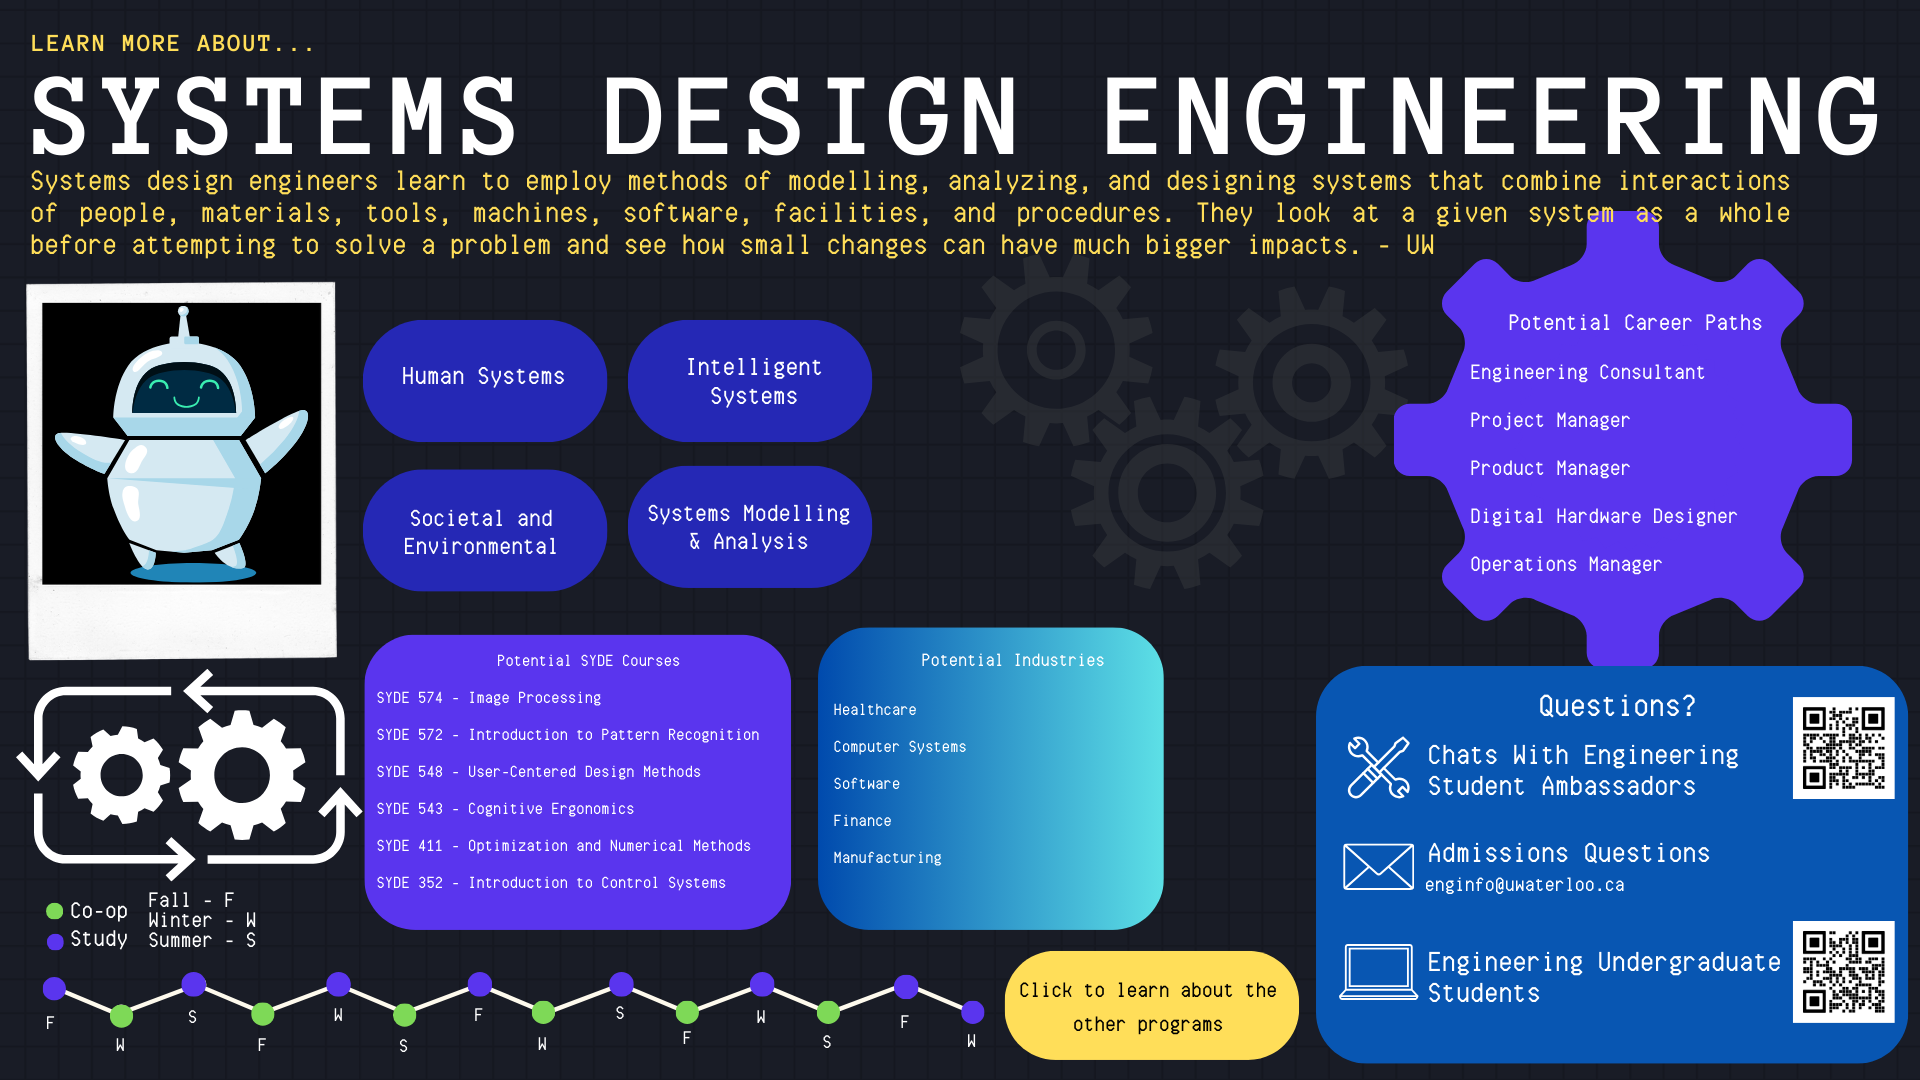 LEARN MORE ABOUT...
SYSTEMS DESIGN ENGINEERING
Systems design engineers learn to employ methods of modelling, analyzing, and designing systems that combine interactions
of people, materials, tools, machines, software, facilities, and procedures. They look at a given system as a whole
before attempting to solve a problem and see how small changes can have much bigger impacts. - UW
Human Systems
Intelligent
Systems
Societal and
Environmental
Systems Modelling
& Analysis
Potential Career Paths
Engineering Consultant
Project Manager
Product Manager
Digital Hardware Designer
Operations Manager
Potential SYDE Courses
SYDE 574 - Image Processing
SYDE 572 - Introduction to Pattern Recognition
SYDE 548 - User-Centered Design Methods
SYDE 543 - Cognitive Ergonomics
SYDE 411 - Optimization and Numerical Methods
SYDE 352 - Introduction to Control Systems
Potential Industries
Healthcare
Computer Systems
Software
Finance
Manufacturing
Questions?
Chats With Engineering
Student Ambassadors
Admissions Questions
enginfo@uwaterloo.ca
Engineering Undergraduate
Students
Co-op
Study
Fall - F
Winter - W
Summer - S
F W S F W S F W S F W S F W
Click to learn about the
other programs